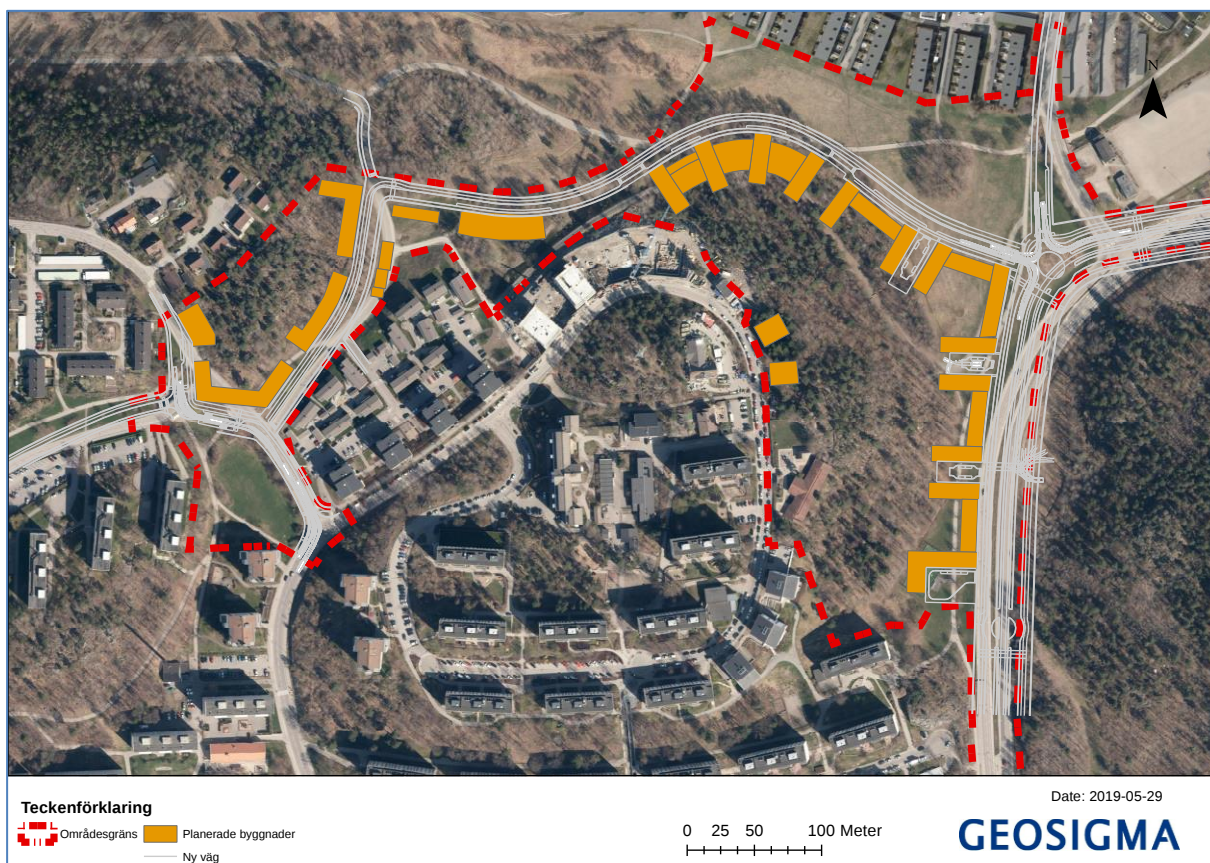 N
Date: 2019-05-29
Teckenförklaring
Områdesgräns
Planerade byggnader
Ny väg
0 25 50 100 Meter
GEOSIGMA